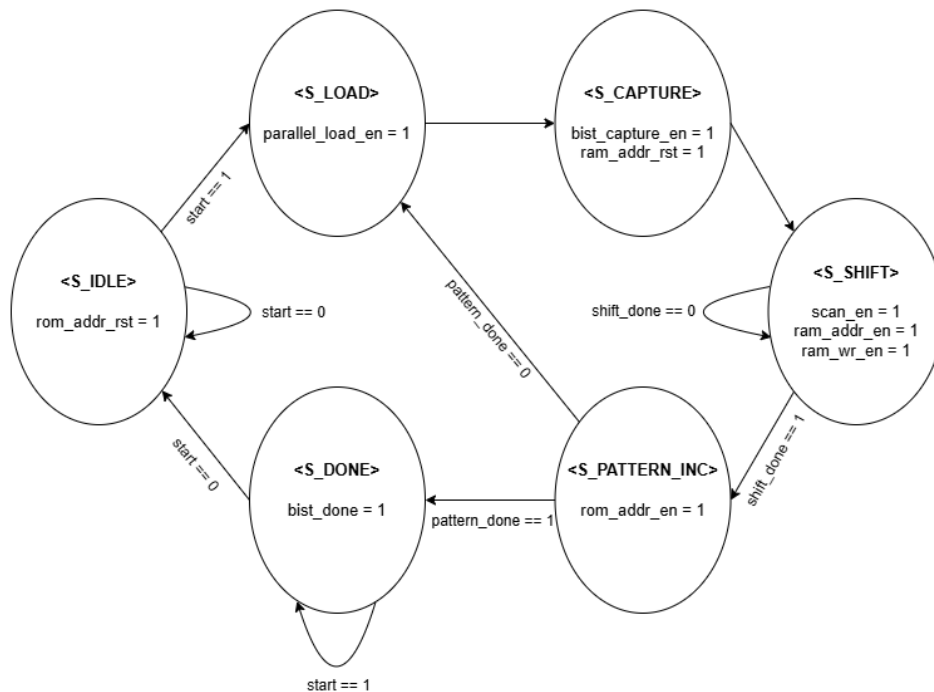 <S_LOAD>
parallel_load_en = 1
<S_CAPTURE>
bist_capture_en = 1
ram_addr_rst = 1
start == 1
<S_IDLE>
rom_addr_rst = 1
start == 0
pattern_done == 0
shift_done == 0
<S_SHIFT>
scan_en = 1
ram_addr_en = 1
ram_wr_en = 1
start == 0
<S_DONE>
bist_done = 1
pattern_done == 1
<S_PATTERN_INC>
rom_addr_en = 1
shift_done == 1
start == 1